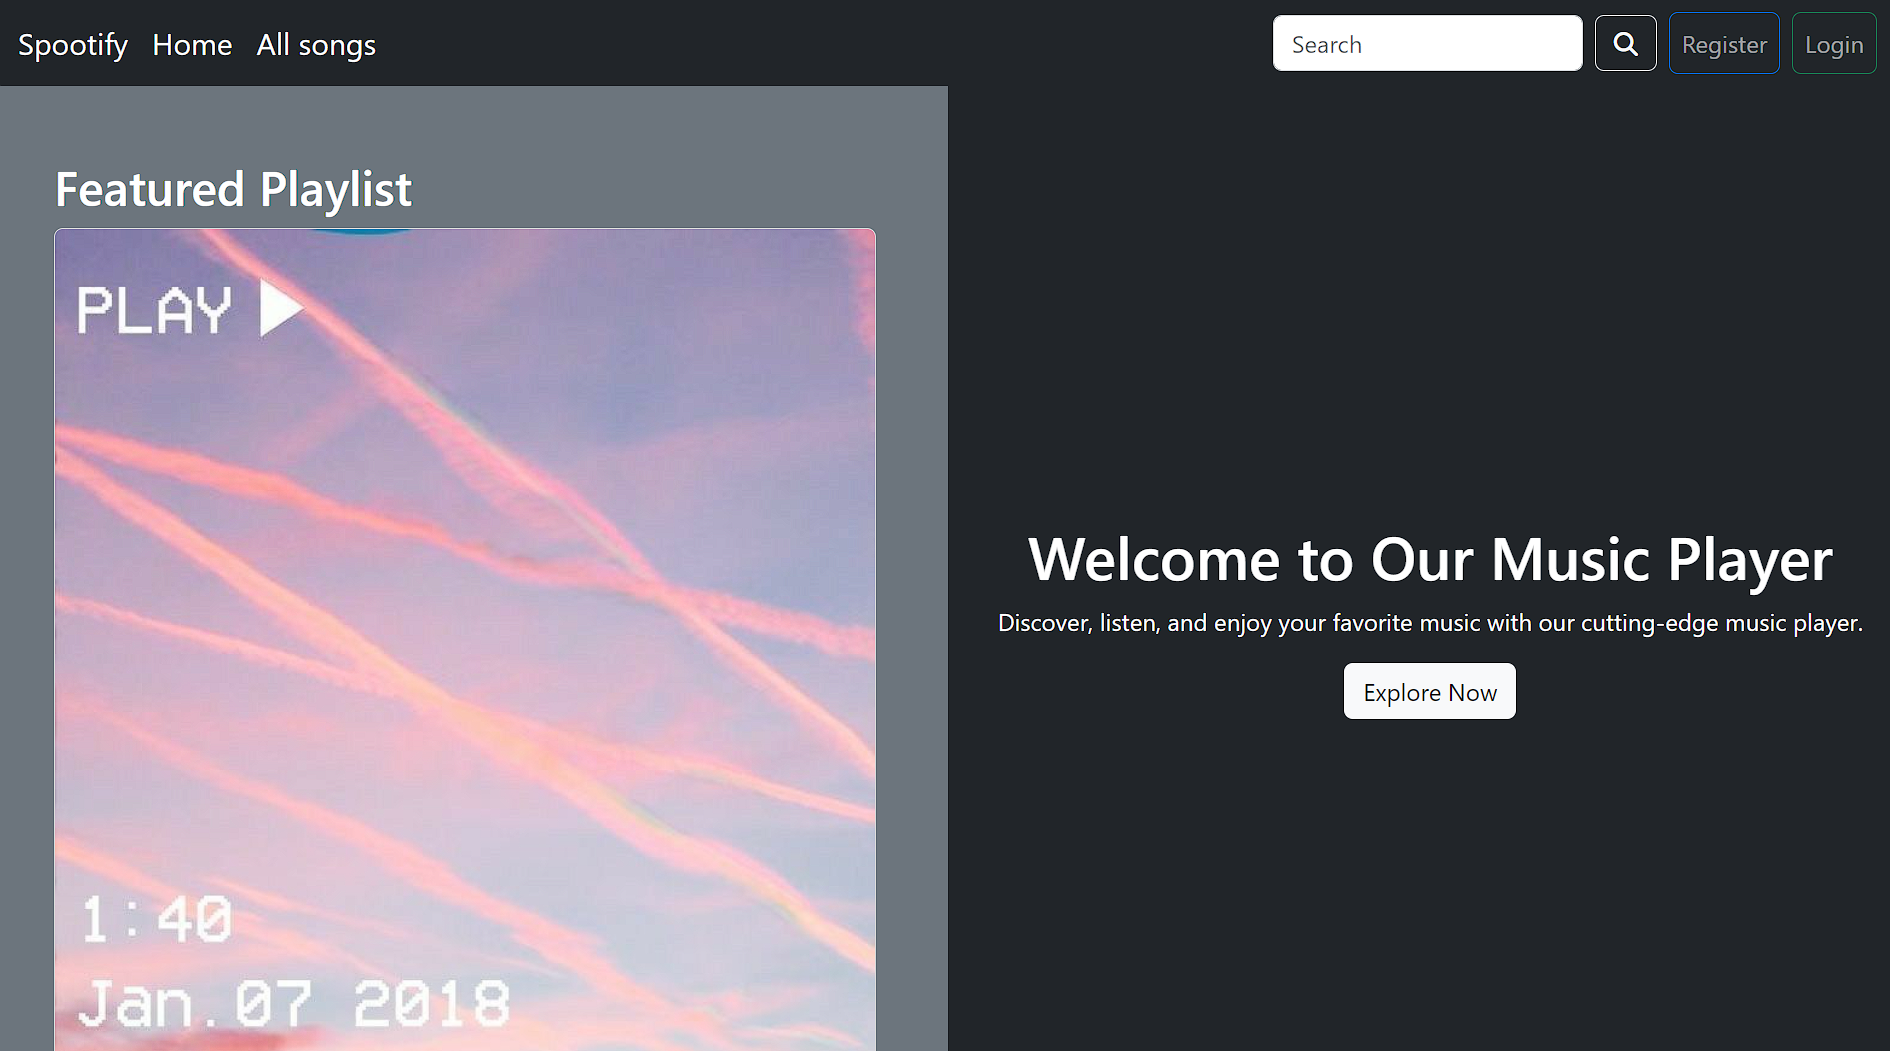 Spootify Home All songs
Search
Register
Login
Featured Playlist
PLAY
1:40
Jan.07 2018
Welcome to Our Music Player
Discover, listen, and enjoy your favorite music with our cutting-edge music player.
Explore Now